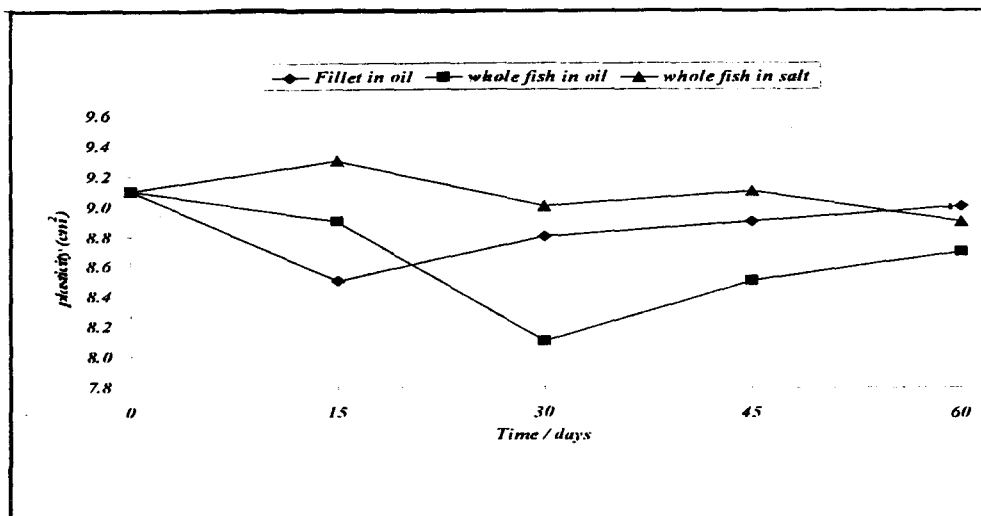 Fillet in oil whole fish in oil whole fish in salt
9.6
9.4
9.2
9.0
8.8
8.6
8.4
8.2
8.0
7.8
plasticity (cm²)
0 15 30 45 60
Time / days